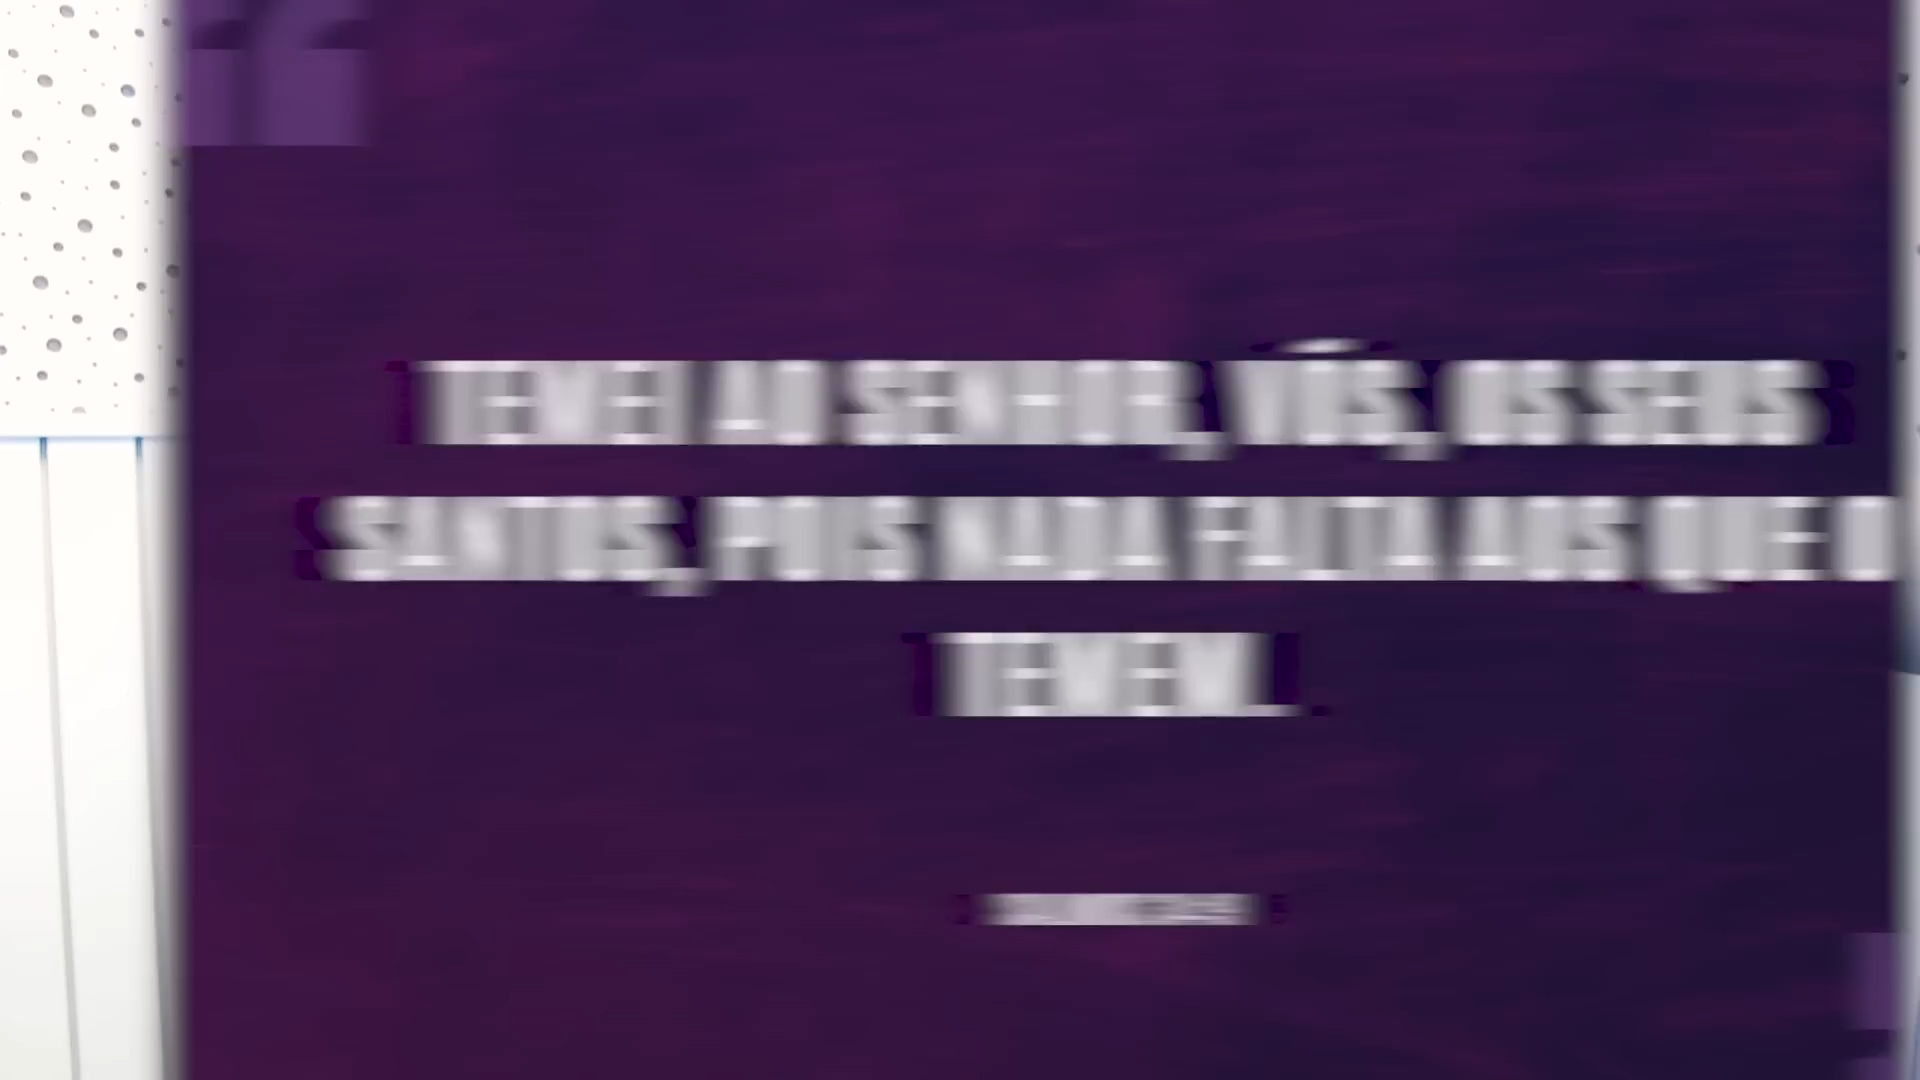 TEMEI AO SENHOR, VÓS, OS SEUS
SANTOS, POIS NADA FALTA AOS QUE O
TEMEM.